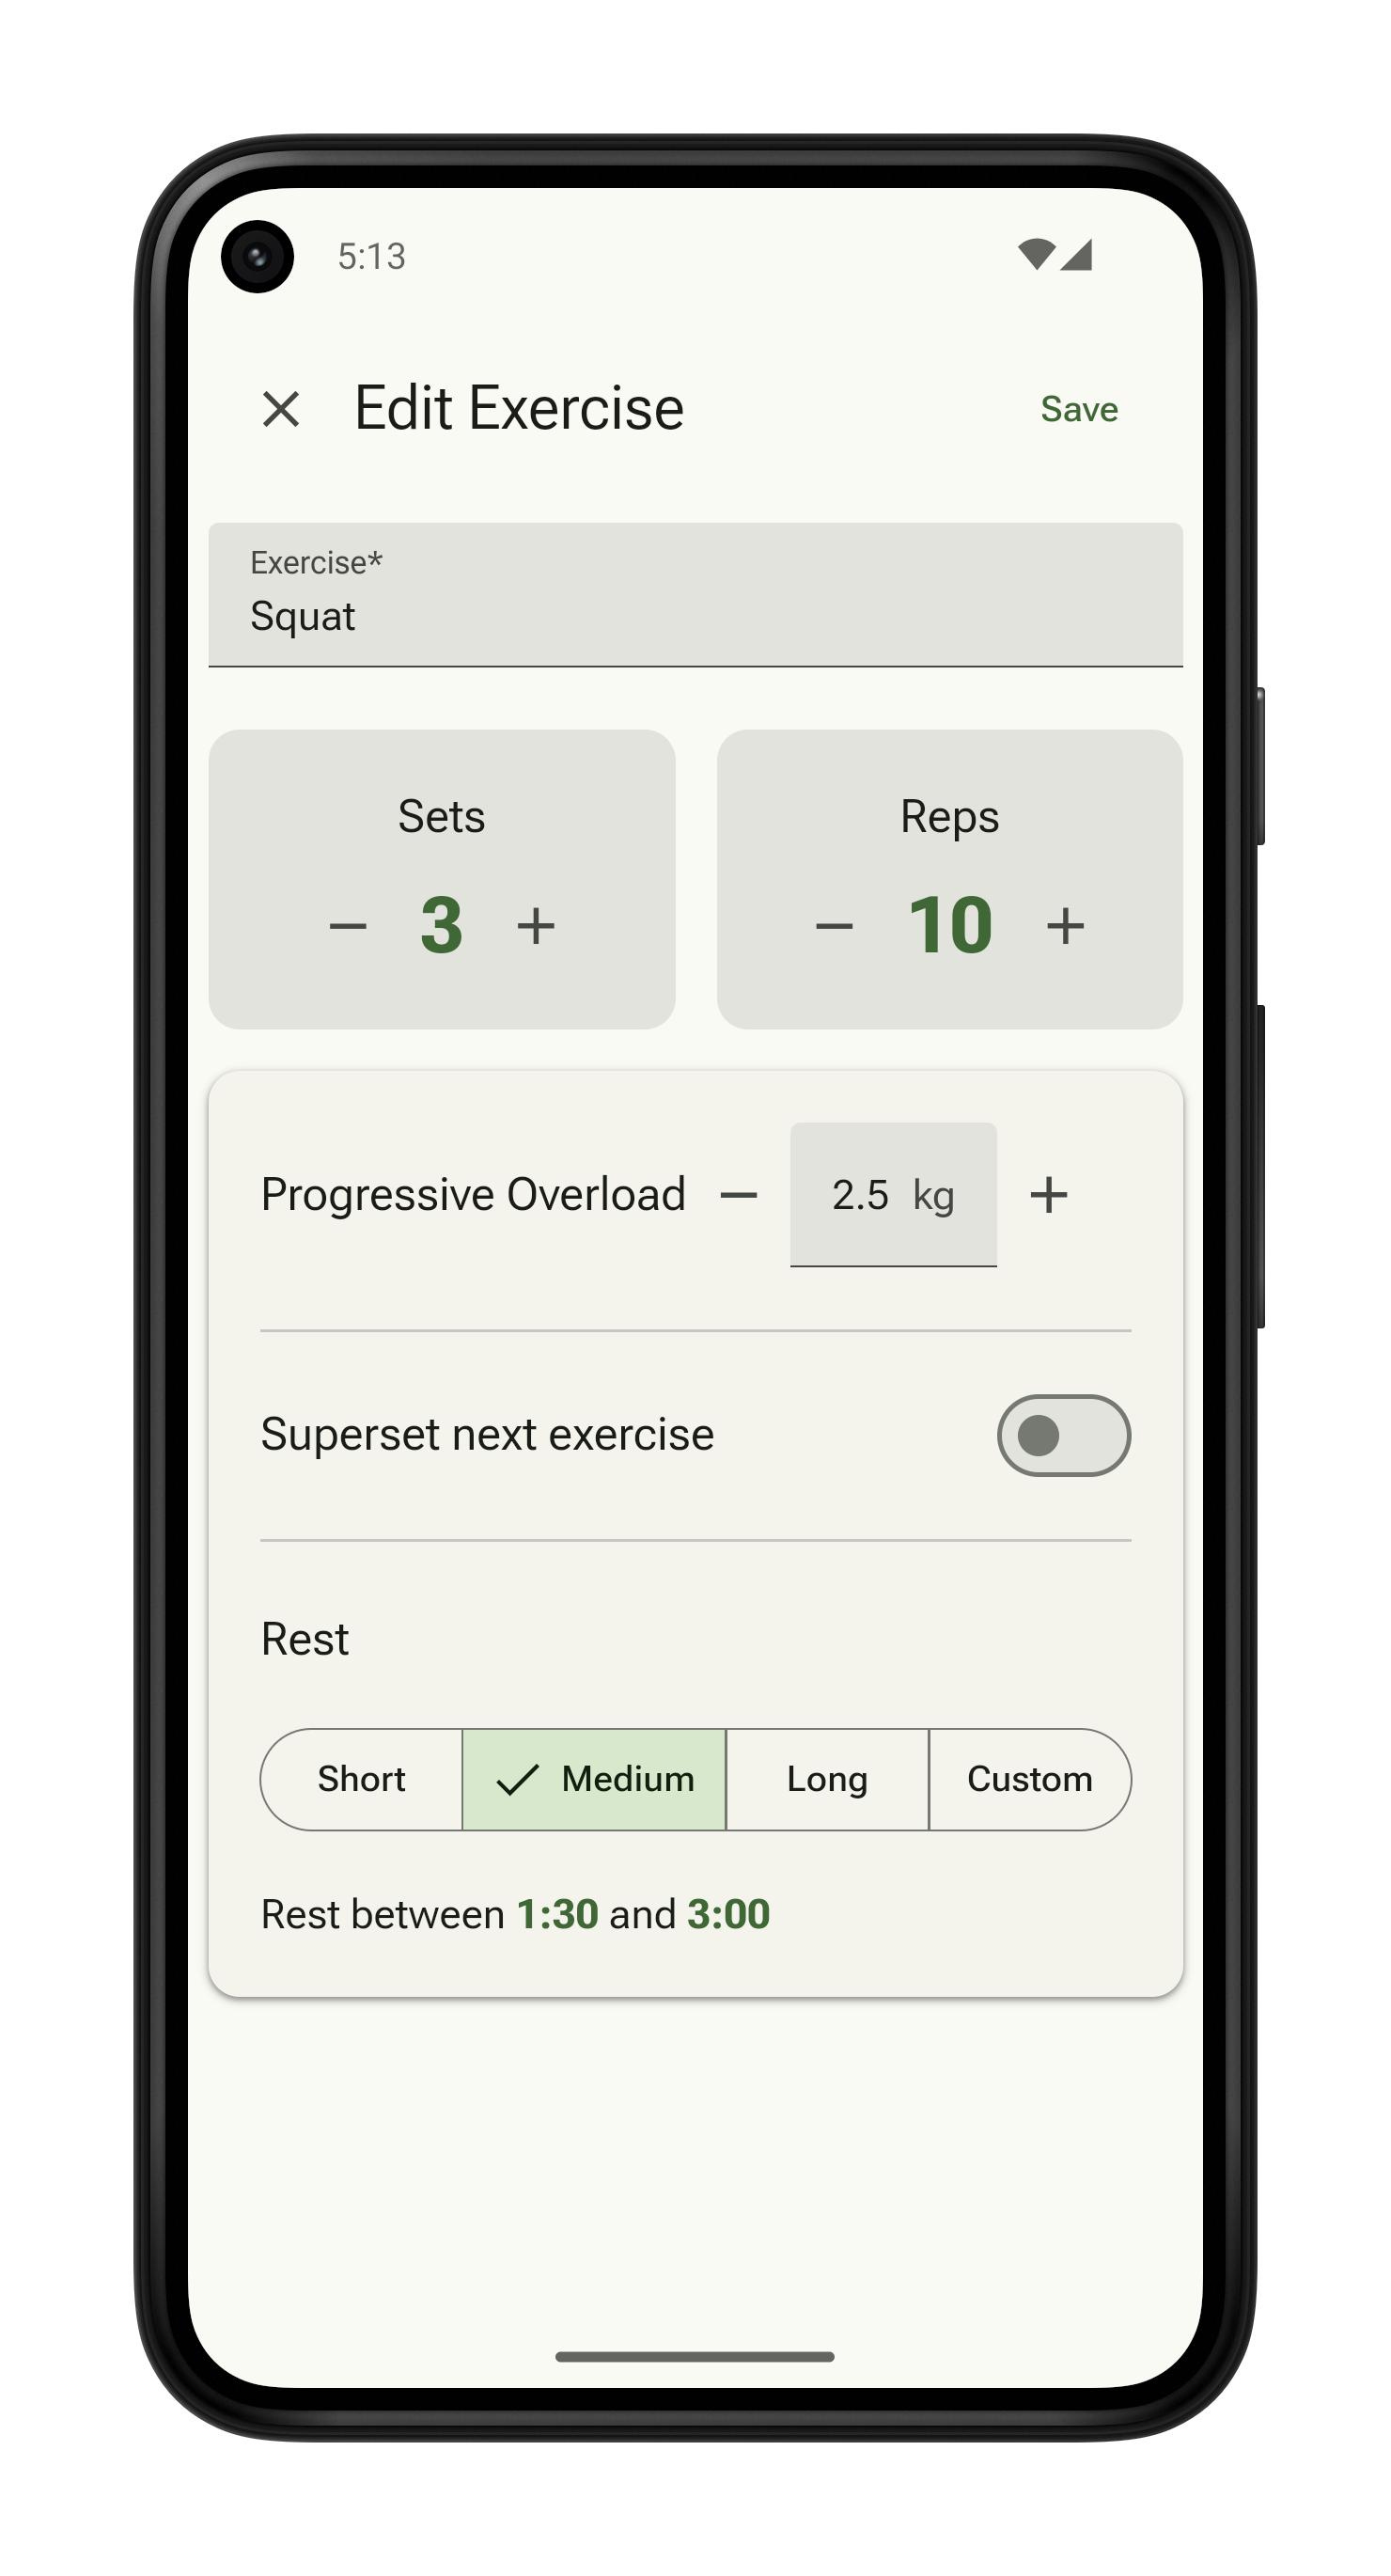 5:13
Edit Exercise
Save
Exercise*
Squat
Sets
Reps
3
10
Progressive Overload
2.5 kg
Superset next exercise
Rest
Short
Medium
Long
Custom
Rest between 1:30 and 3:00